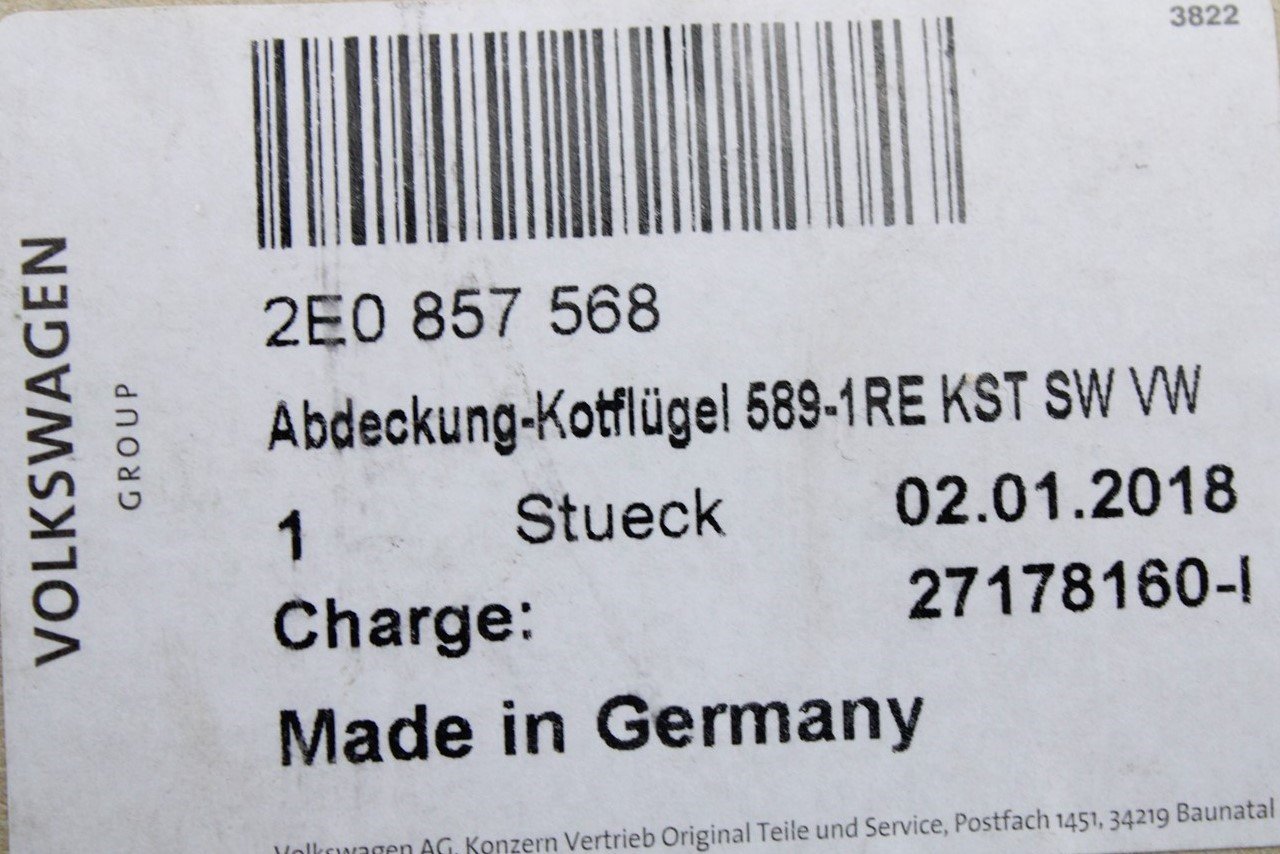 3822
VOLKSWAGEN
GROUP
2E0 857 568
Abdeckung-Kotflügel 589-1RE KST SW VW
1 Stueck 02.01.2018
27178160-I
Charge:
Made in Germany
Volkswagen AG, Konzern Vertrieb Original Teile und Service, Postfach 1451, 34219 Baunatal